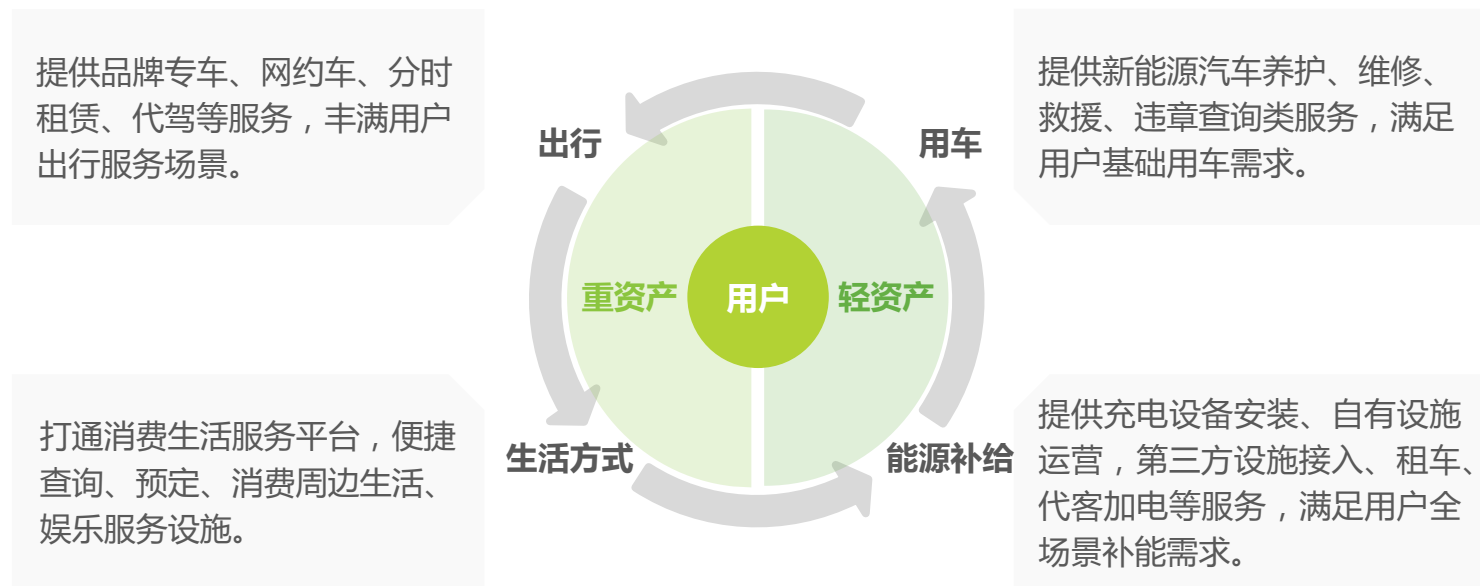 提供品牌专车、网约车、分时
租赁、代驾等服务，丰满用户
出行服务场景。
出行
用车
提供新能源汽车养护、维修、
救援、违章查询类服务，满足
用户基础用车需求。
重资产
用户
轻资产
打通消费生活服务平台，便捷
查询、预定、消费周边生活、
娱乐服务设施。
生活方式
能源补给
提供充电设备安装、自有设施
运营，第三方设施接入、租车、
代客加电等服务，满足用户全
场景补能需求。